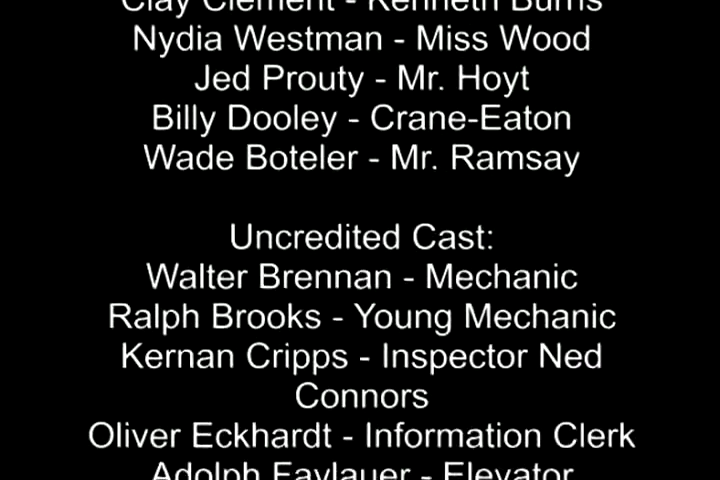 Clay Clement - Kenneth Burns
Nydia Westman - Miss Wood
Jed Prouty - Mr. Hoyt
Billy Dooley - Crane-Eaton
Wade Boteler - Mr. Ramsay
Uncredited Cast:
Walter Brennan - Mechanic
Ralph Brooks - Young Mechanic
Kernan Cripps - Inspector Ned
Connors
Oliver Eckhardt - Information Clerk
Adolph Faylauer - Elevator